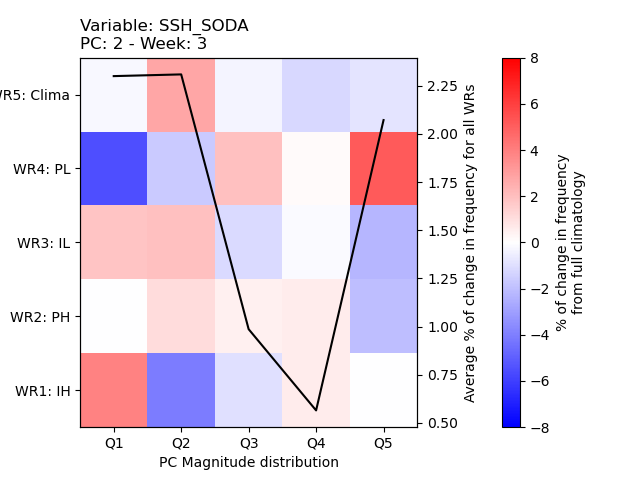 Variable: SSH_SODA
PC: 2 - Week: 3
WR5: Clima
WR4: PL
WR3: IL
WR2: PH
WR1: IH
Q1 Q2 Q3 Q4 Q5
PC Magnitude distribution
2.25
2.00
1.75
1.50
1.25
1.00
0.75
0.50
Average % of change in frequency for all WRs
8
6
4
2
0
−2
−4
−6
−8
% of change in frequency
from full climatology